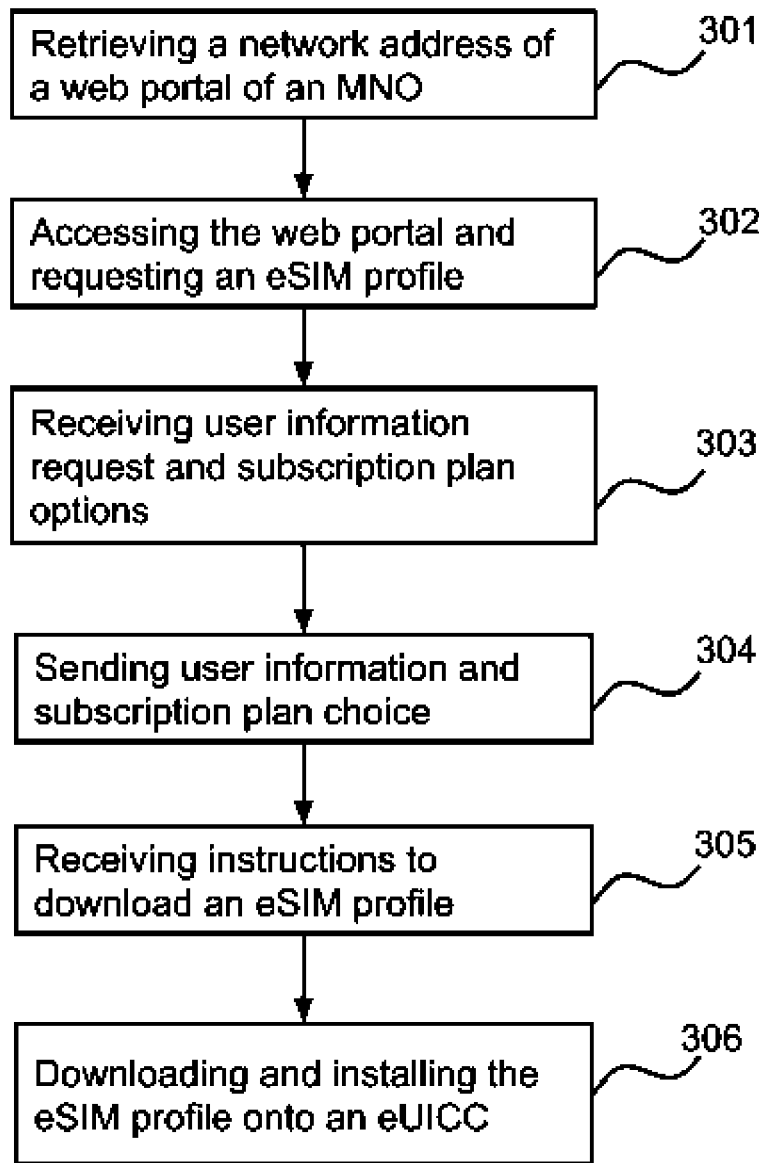 Retrieving a network address of
a web portal of an MNO
301
Accessing the web portal and
requesting an eSIM profile
302
Receiving user information
request and subscription plan
options
303
Sending user information and
subscription plan choice
304
Receiving instructions to
download an eSIM profile
305
Downloading and installing the
eSIM profile onto an eUICC
306